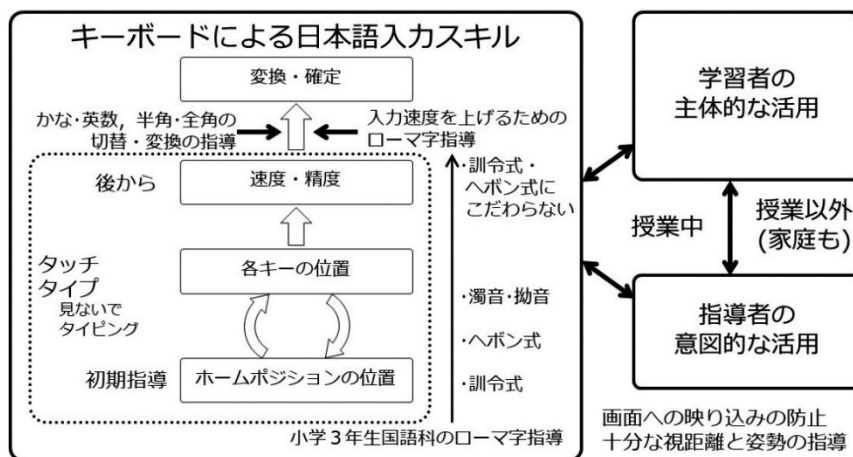 キーボードによる日本語入力スキル
変換・確定
かな・英数, 半角・全角の
切替・変換の指導
入力速度を上げるための
ローマ字指導
後から
速度・精度
・訓令式・
ヘボン式に
こだわらない
タッチ
タイプ
見ないで
タイピング
各キーの位置
・濁音・拗音
・ヘボン式
初期指導
ホームポジションの位置
・訓令式
小学３年生国語科のローマ字指導
学習者の
主体的な活用
授業中
授業以外
(家庭も)
指導者の
意図的な活用
画面への映り込みの防止
十分な視距離と姿勢の指導